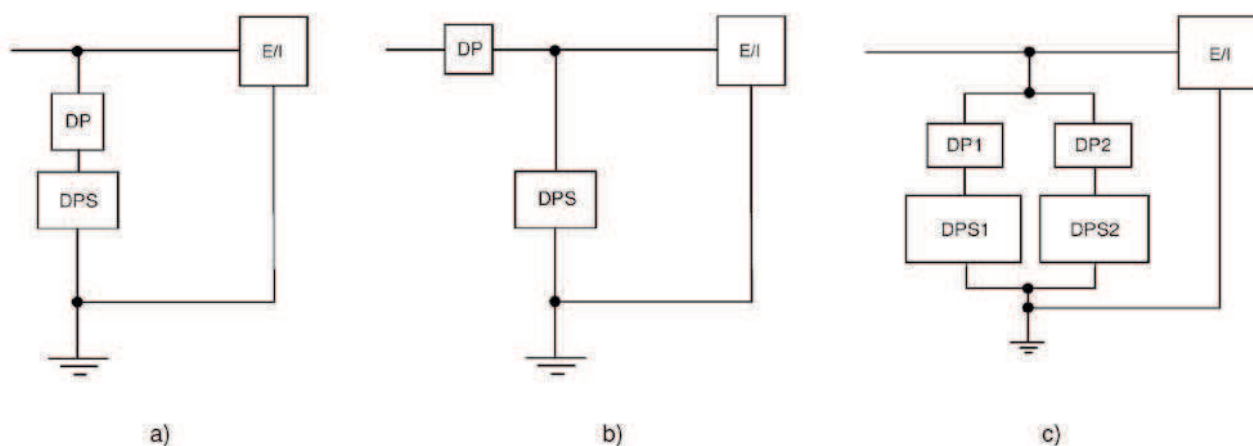 E/I
DP
DPS
a)
DP
E/I
DPS
b)
E/I
DP1 DP2
DPS1 DPS2
c)